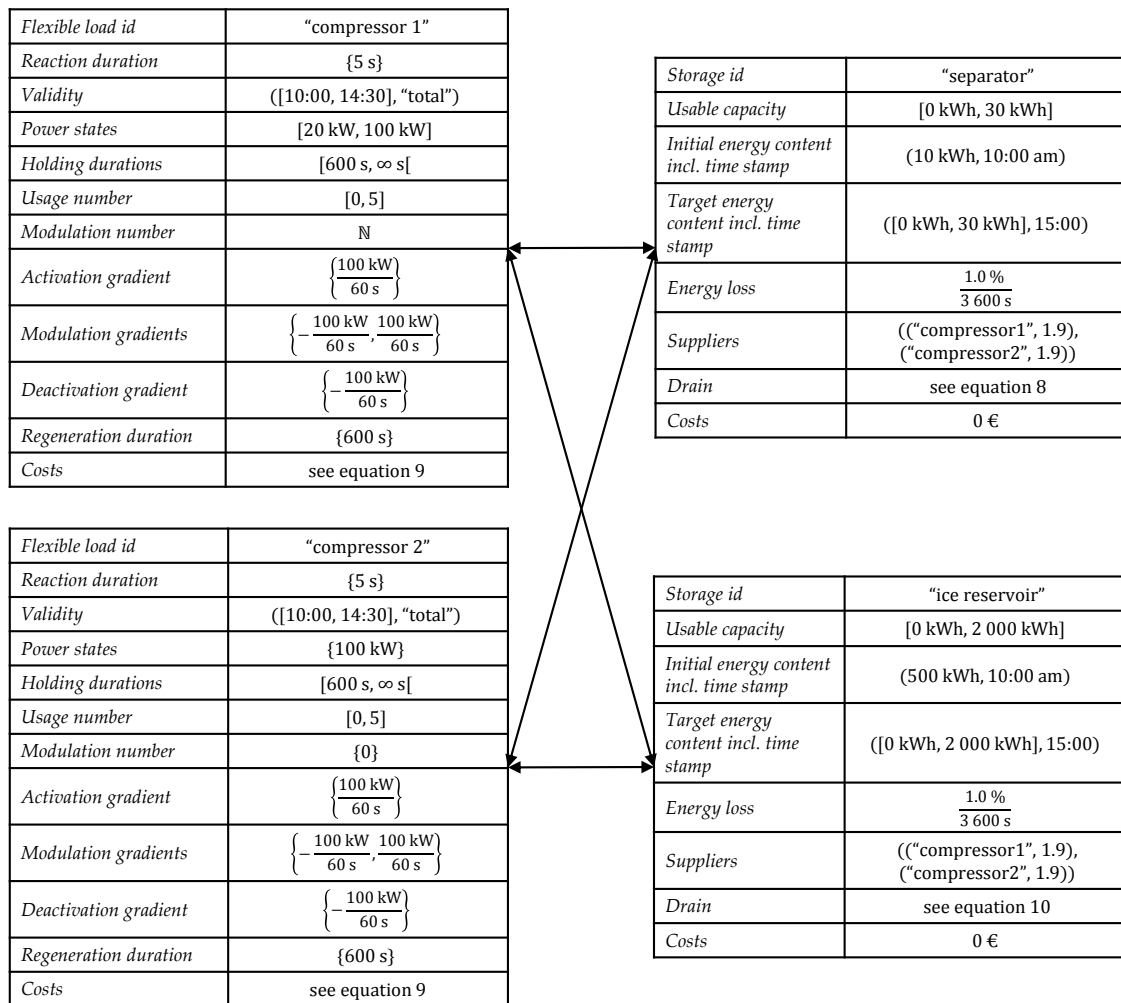 Flexible load id “compressor 1”
Reaction duration {5 s}
Validity ([10:00, 14:30], “total”)
Power states [20 kW, 100 kW]
Holding durations [600 s, ∞ s[
Usage number [0, 5]
Modulation number ℕ
Activation gradient {100 kW / 60 s}
Modulation gradients {−100 kW / 60 s, 100 kW / 60 s}
Deactivation gradient {−100 kW / 60 s}
Regeneration duration {600 s}
Costs see equation 9
Storage id “separator”
Usable capacity [0 kWh, 30 kWh]
Initial energy content
incl. time stamp (10 kWh, 10:00 am)
Target energy
content incl. time
stamp ([0 kWh, 30 kWh], 15:00)
Energy loss 1.0 % / 3 600 s
Suppliers ((“compressor1”, 1.9),
(“compressor2”, 1.9))
Drain see equation 8
Costs 0 €
Flexible load id “compressor 2”
Reaction duration {5 s}
Validity ([10:00, 14:30], “total”)
Power states {100 kW}
Holding durations [600 s, ∞ s[
Usage number [0, 5]
Modulation number {0}
Activation gradient {100 kW / 60 s}
Modulation gradients {−100 kW / 60 s, 100 kW / 60 s}
Deactivation gradient {−100 kW / 60 s}
Regeneration duration {600 s}
Costs see equation 9
Storage id “ice reservoir”
Usable capacity [0 kWh, 2 000 kWh]
Initial energy content
incl. time stamp (500 kWh, 10:00 am)
Target energy
content incl. time
stamp ([0 kWh, 2 000 kWh], 15:00)
Energy loss 1.0 % / 3 600 s
Suppliers ((“compressor1”, 1.9),
(“compressor2”, 1.9))
Drain see equation 10
Costs 0 €